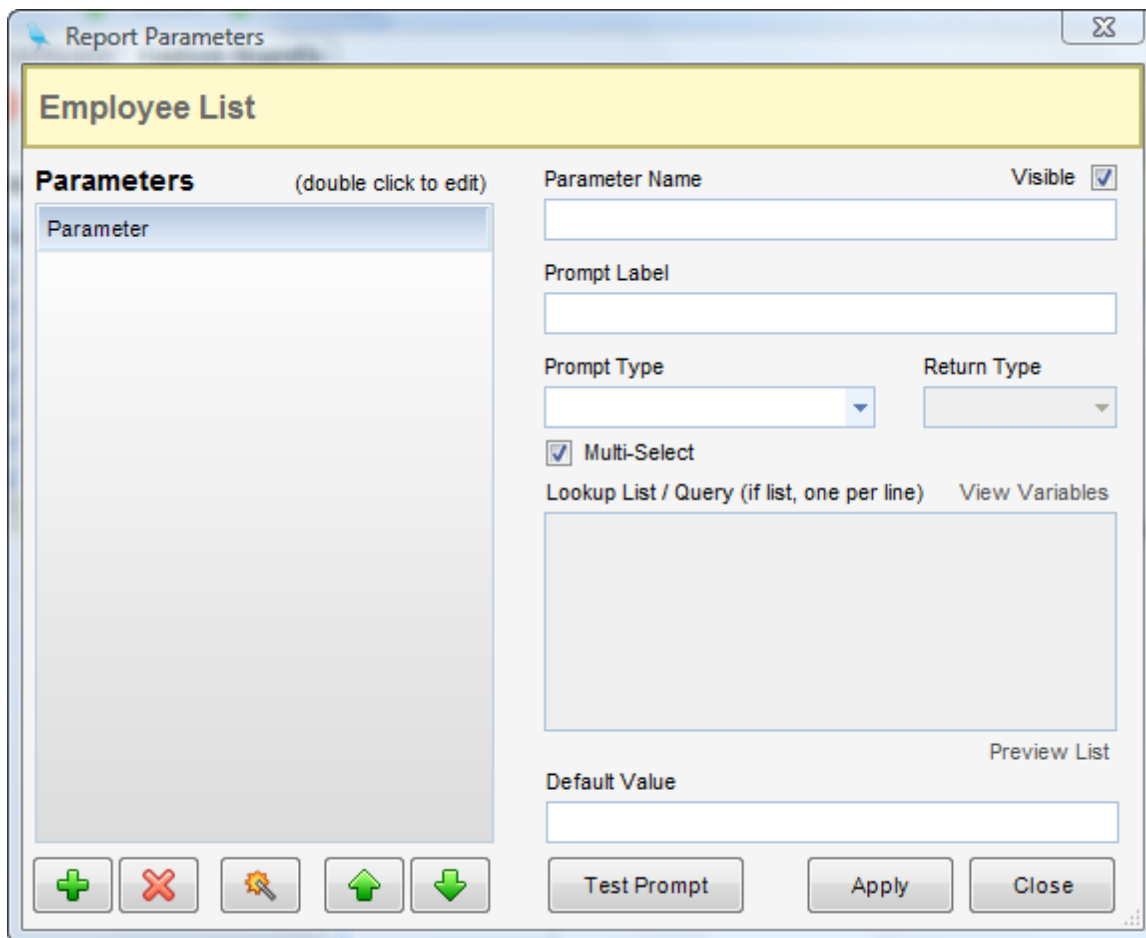 Report Parameters
Employee List
Parameters (double click to edit)
Parameter
Parameter Name Visible
Prompt Label
Prompt Type Return Type
Multi-Select
Lookup List / Query (if list, one per line) View Variables
Preview List
Default Value
Test Prompt Apply Close